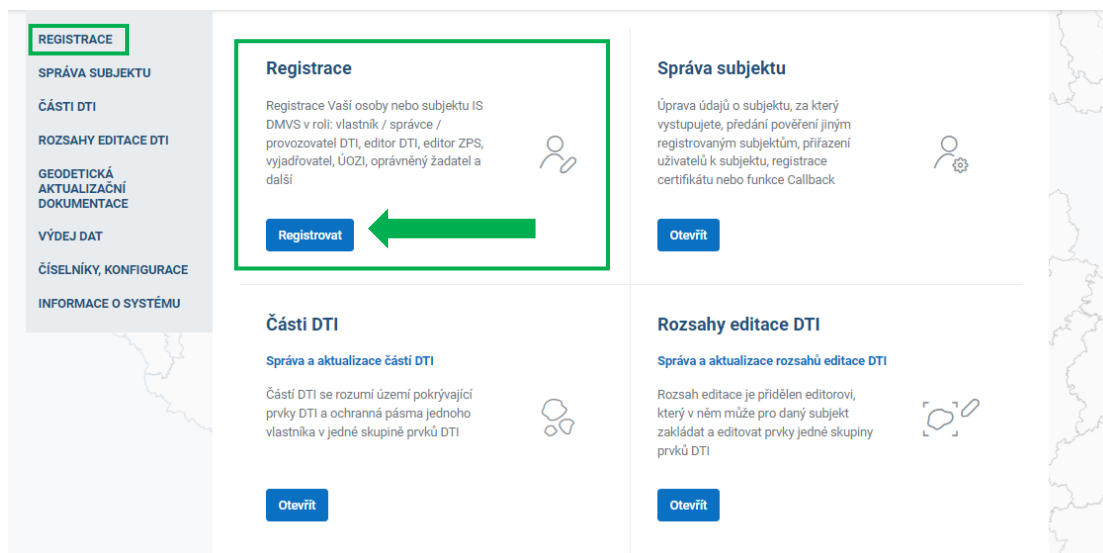 REGISTRACE
SPRÁVA SUBJEKTU
ČÁSTI DTI
ROZSAHY EDITACE DTI
GEODETICKÁ
AKTUALIZAČNÍ
DOKUMENTACE
VÝDEJ DAT
ČÍSELNÍKY, KONFIGURACE
INFORMACE O SYSTÉMU
Registrace
Registrace Vaší osoby nebo subjektu IS
DMVS v roli: vlastník / správce /
provozovatel DTI, editor DTI, editor ZPS,
vyjadřovatel, ÚOZI, oprávněný žadatel a
další
Registrovat
Správa subjektu
Úprava údajů o subjektu, za který
vystupujete, předání pověření jiným
registrovaným subjektům, přiřazení
uživatelů k subjektu, registrace
certifikátu nebo funkce Callback
Otevřít
Části DTI
Správa a aktualizace částí DTI
Částí DTI se rozumí území pokrývající
prvky DTI a ochranná pásma jednoho
vlastníka v jedné skupině prvků DTI
Otevřít
Rozsahy editace DTI
Správa a aktualizace rozsahů editace DTI
Rozsah editace je přidělen editorovi,
který v něm může pro daný subjekt
zakládat a editovat prvky jedné skupiny
prvků DTI
Otevřít